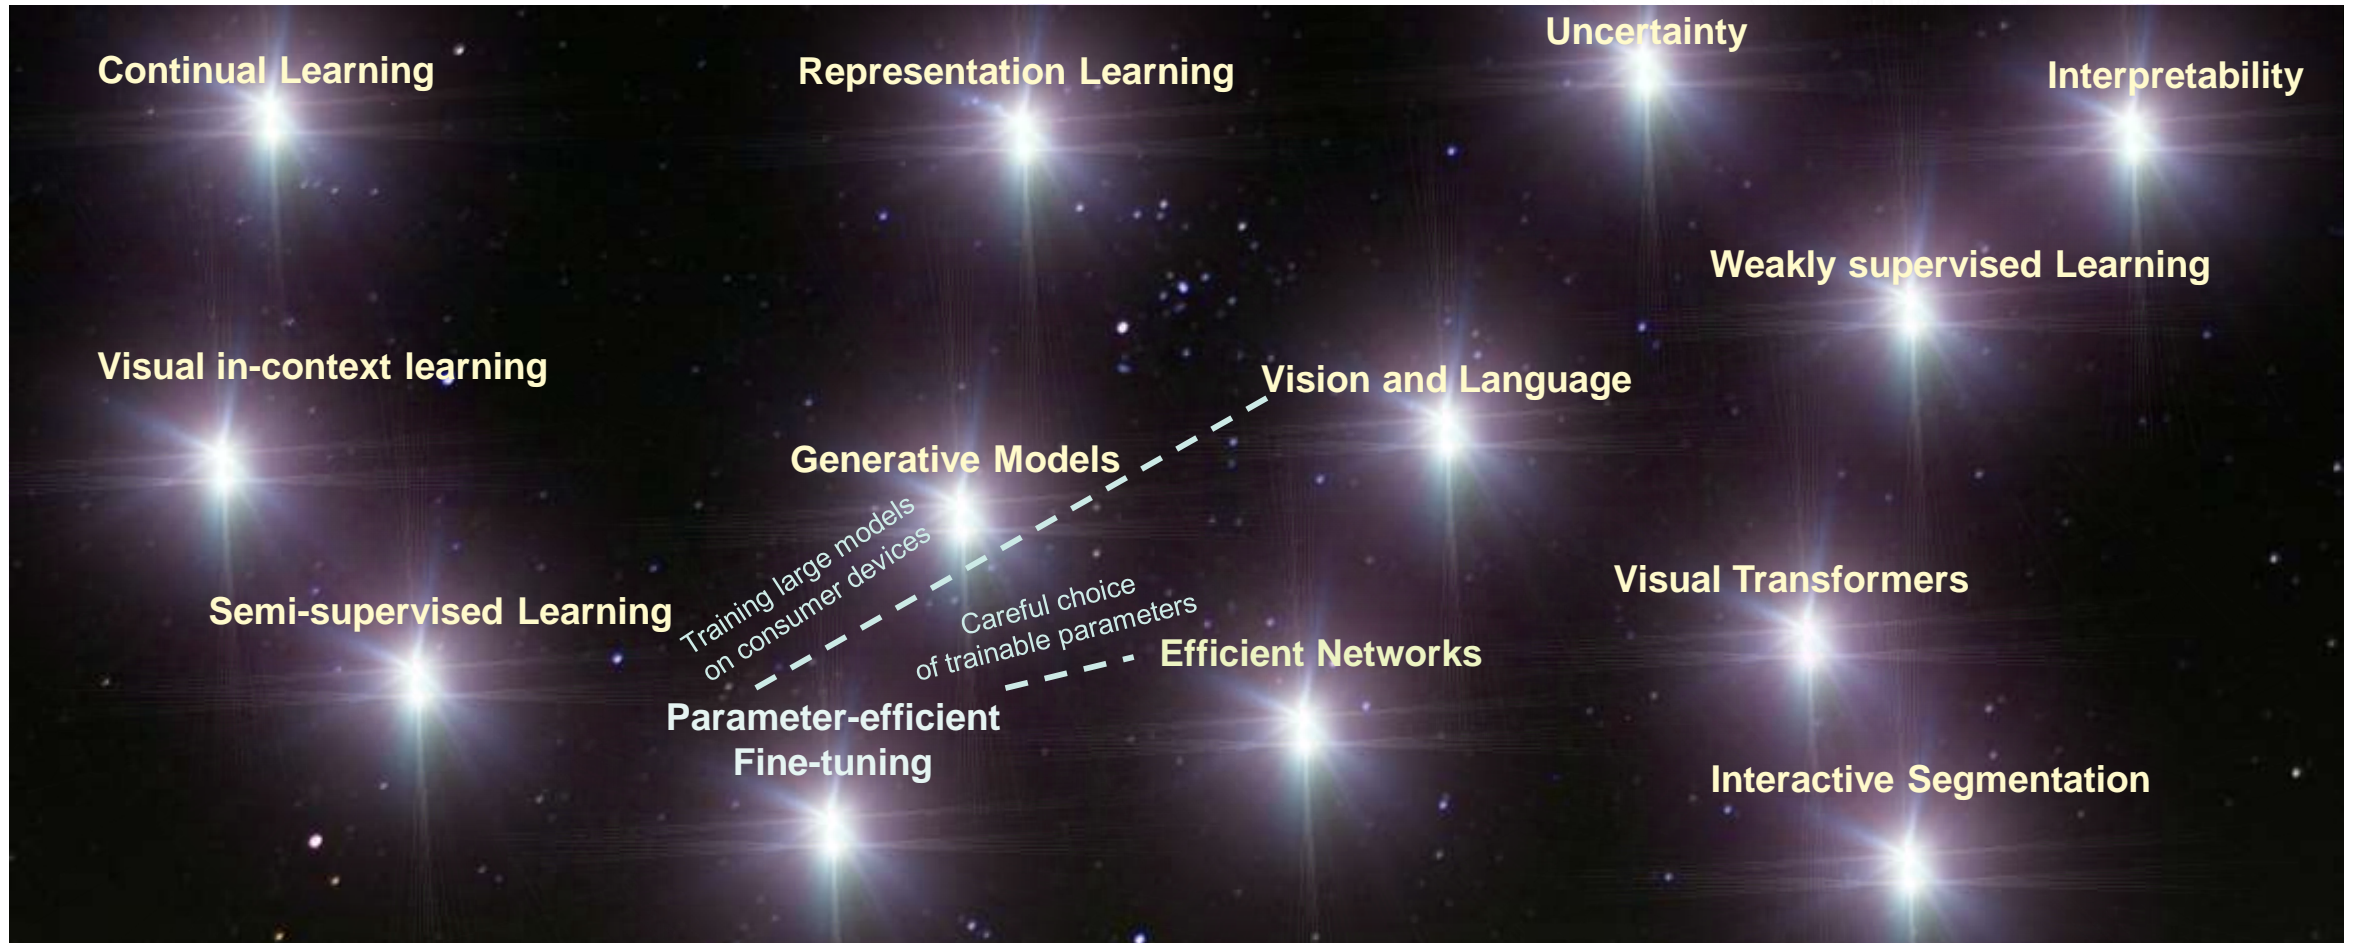 Uncertainty
Continual Learning
Representation Learning
Interpretability
Weakly supervised Learning
Visual in-context learning
Vision and Language
Generative Models
Training large models
on consumer devices
Careful choice
of trainable parameters
Visual Transformers
Semi-supervised Learning
Efficient Networks
Parameter-efficient
Fine-tuning
Interactive Segmentation